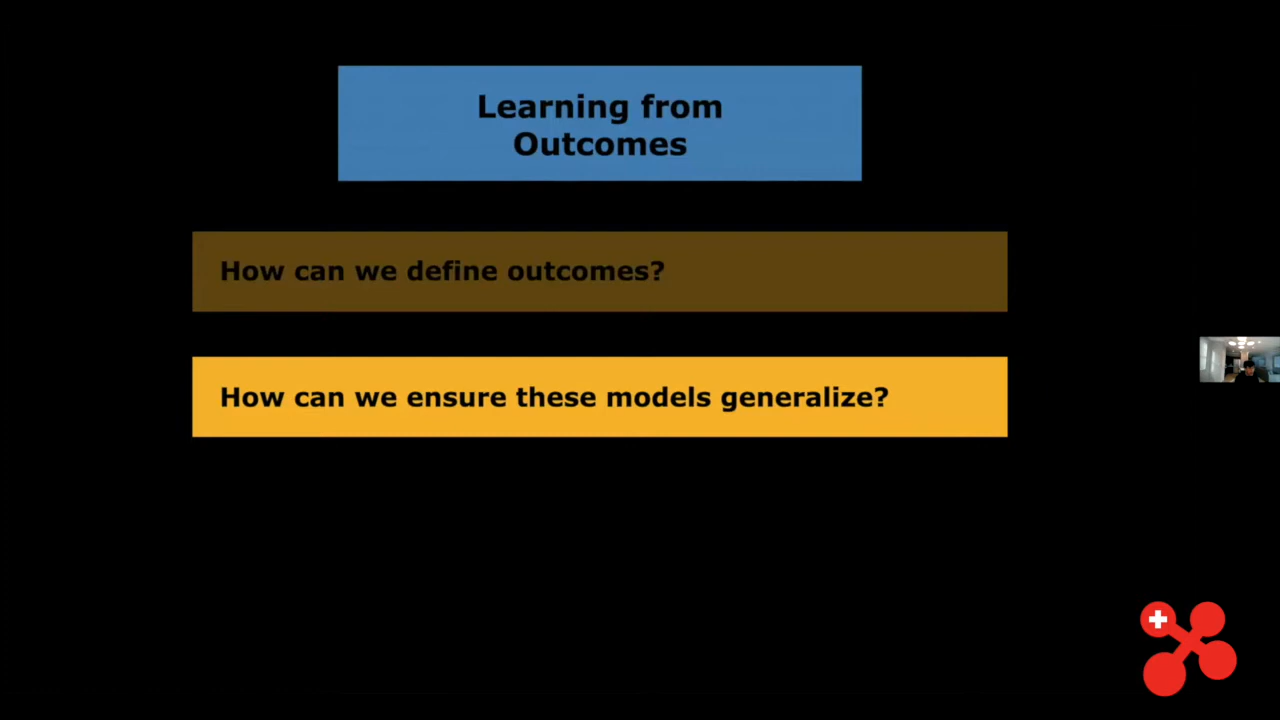 Learning from
Outcomes
How can we define outcomes?
How can we ensure these models generalize?